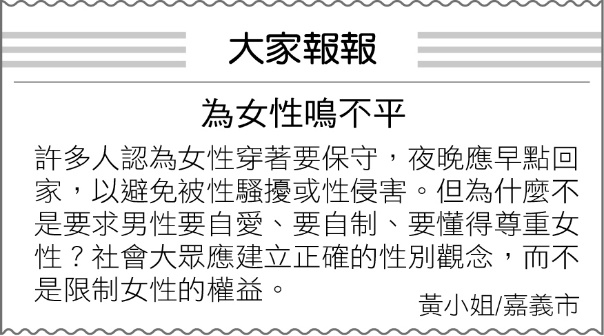 大家報報
為女性鳴不平
許多人認為女性穿著要保守，夜晚應早點回
家，以避免被性騷擾或性侵害。但為什麼不
是要求男性要自愛、要自制、要懂得尊重女
性？社會大眾應建立正確的性別觀念，而不
是限制女性的權益。
黃小姐/嘉義市